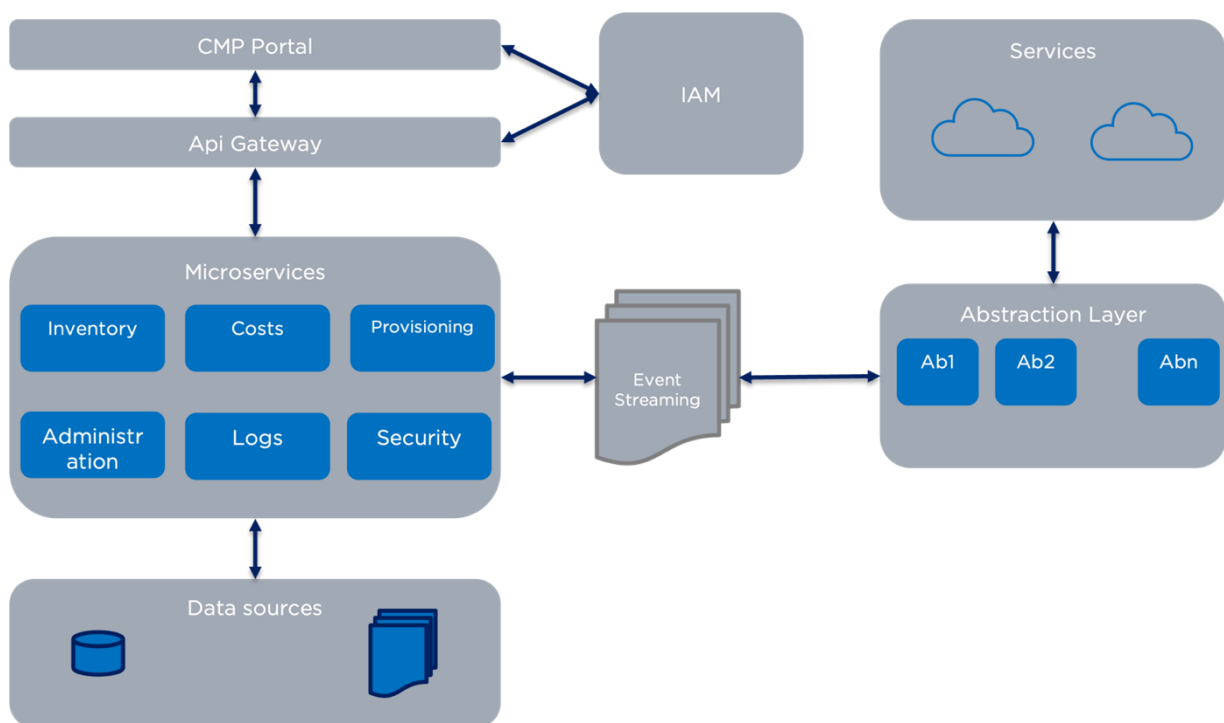 CMP Portal
IAM
Services
Api Gateway
Microservices
Inventory
Costs
Provisioning
Administr
ation
Logs
Security
Event
Streaming
Abstraction Layer
Ab1
Ab2
Abn
Data sources